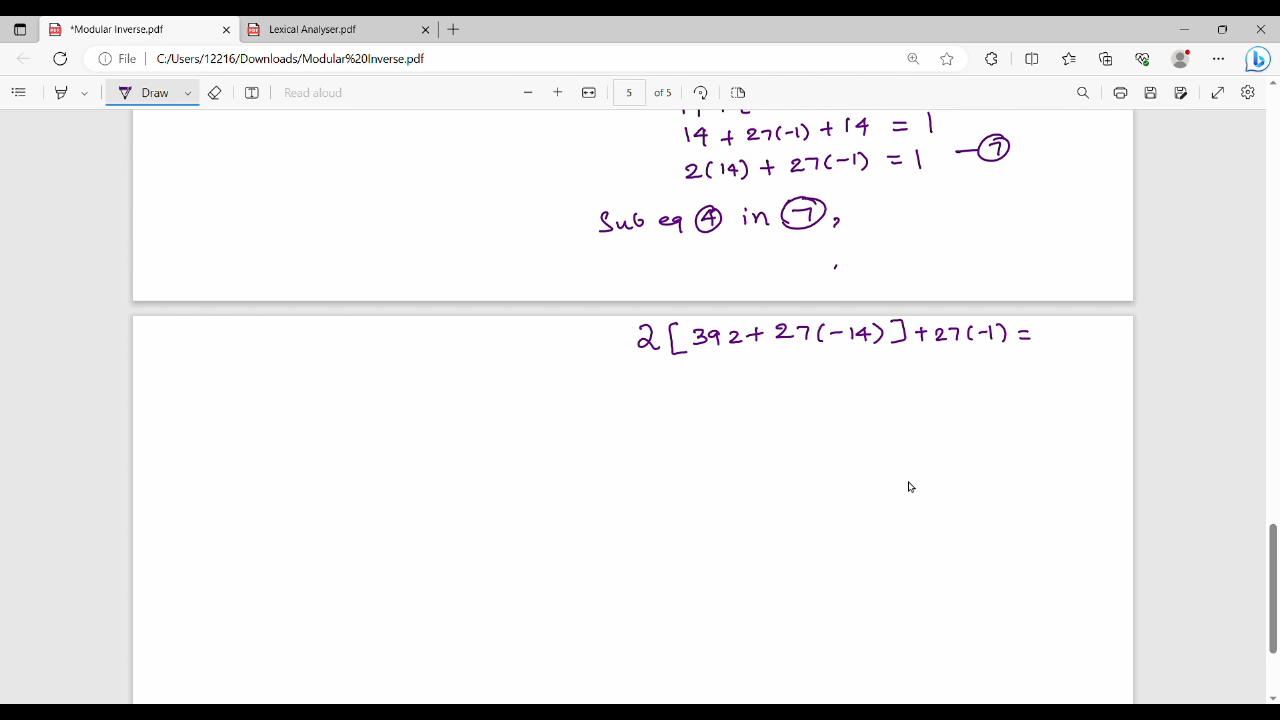 *Modular Inverse.pdf
Lexical Analyser.pdf
File
C:/Users/12216/Downloads/Modular%20Inverse.pdf
Draw
Read aloud
5 of 5
14 + 27(-1) + 14 = 1
2(14) + 27(-1) = 1 — 7
Sub eq 4 in 7,
2[392 + 27(-14)] + 27(-1) =